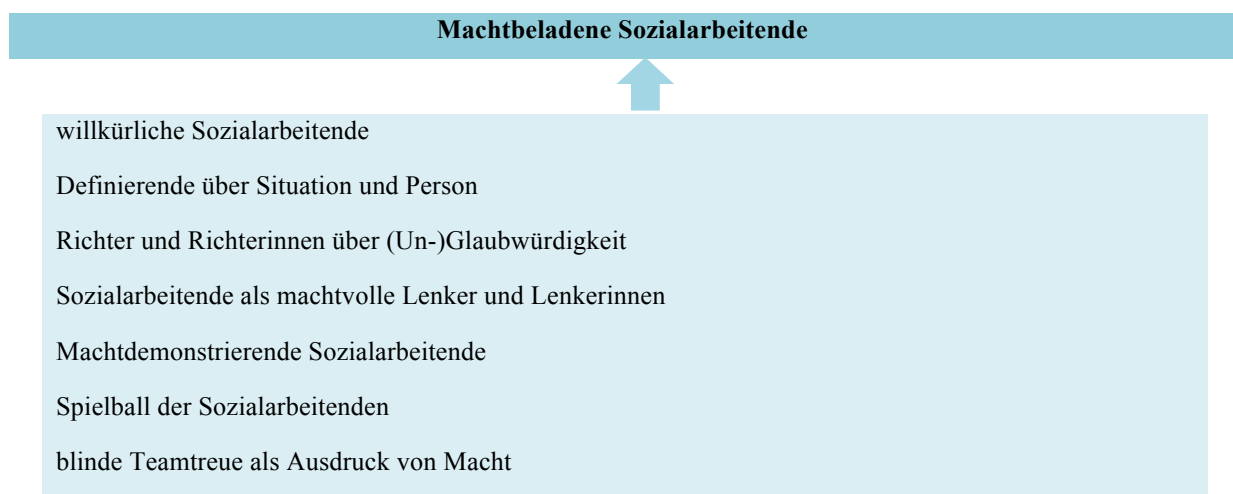 Machtbeladene Sozialarbeitende
willkürliche Sozialarbeitende
Definierende über Situation und Person
Richter und Richterinnen über (Un-)Glaubwürdigkeit
Sozialarbeitende als machtvolle Lenker und Lenkerinnen
Machtdemonstrierende Sozialarbeitende
Spielball der Sozialarbeitenden
blinde Teamtreue als Ausdruck von Macht